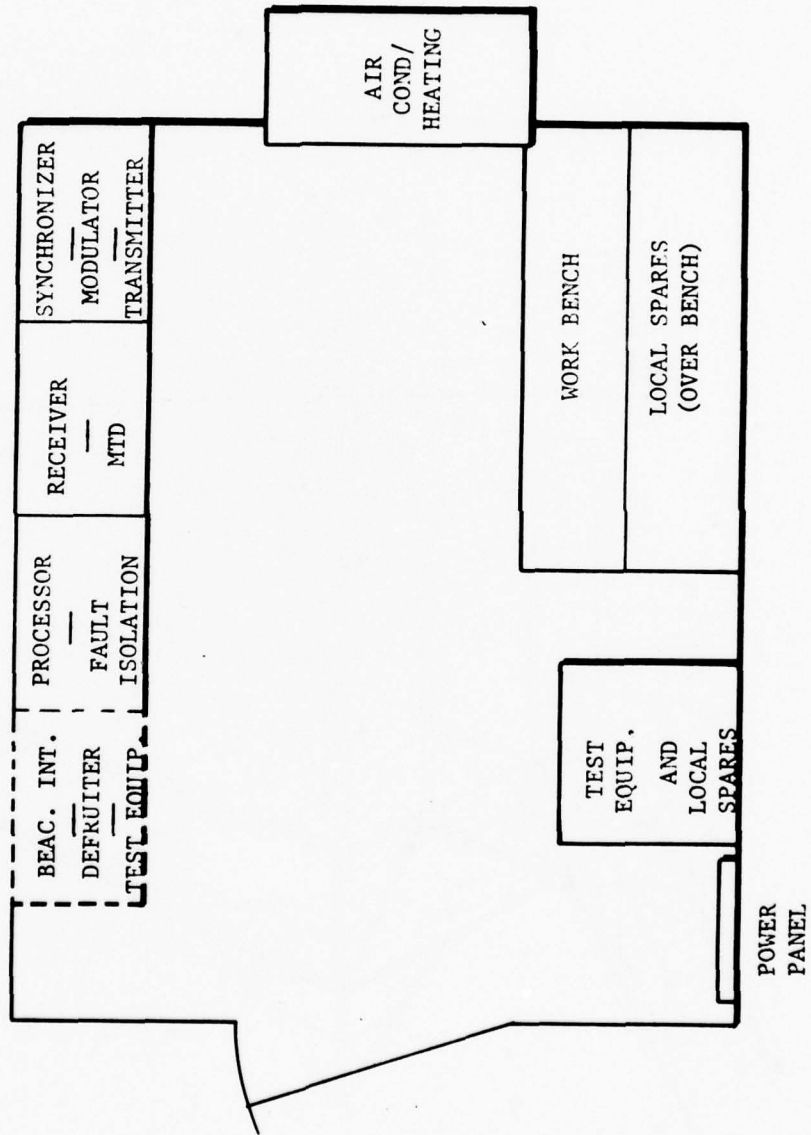 BEAC. INT.
DEFRUITER
TEST EQUIP.
PROCESSOR
FAULT
ISOLATION
RECEIVER
MTD
SYNCHRONIZER
MODULATOR
TRANSMITTER
AIR
COND/
HEATING
WORK BENCH
LOCAL SPARES
(OVER BENCH)
TEST
EQUIP.
AND
LOCAL
SPARES
POWER
PANEL